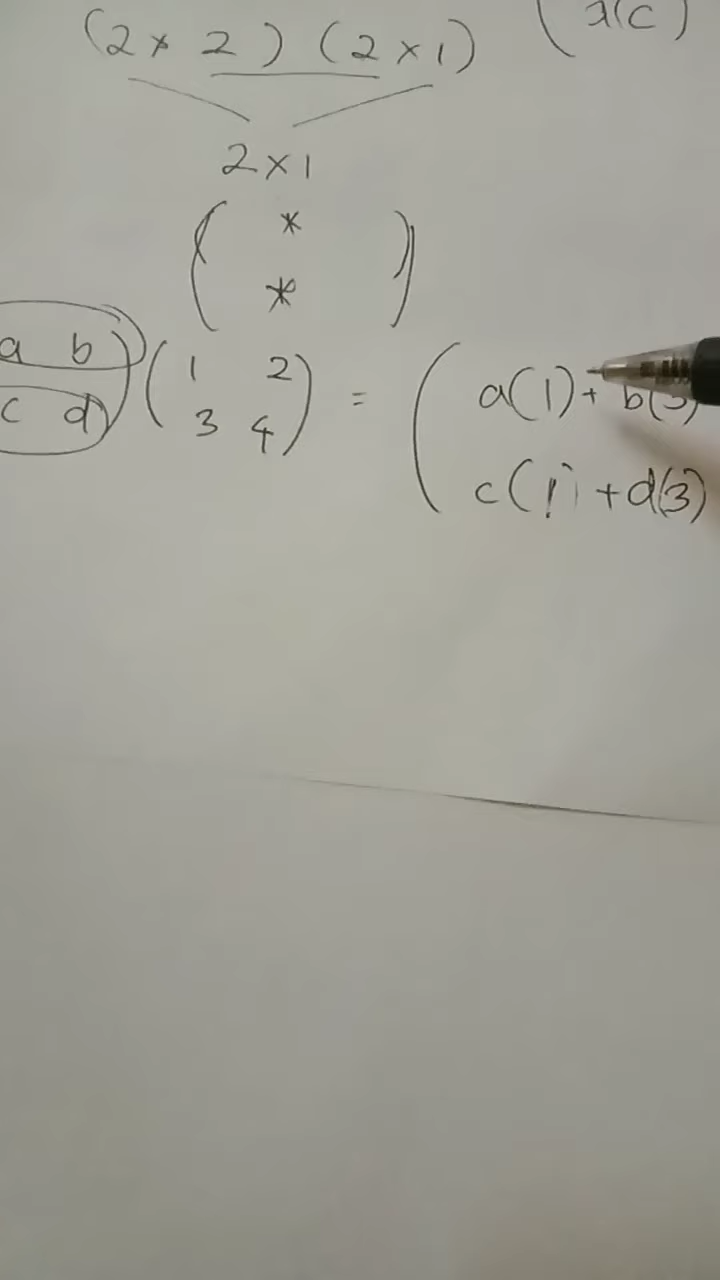 (2 × 2) (2 × 1) ( a(c)
2 × 1
( *
* )
a b
c d ) ( 1 2
3 4 ) = ( a(1) + b(3)
c(1) + d(3)